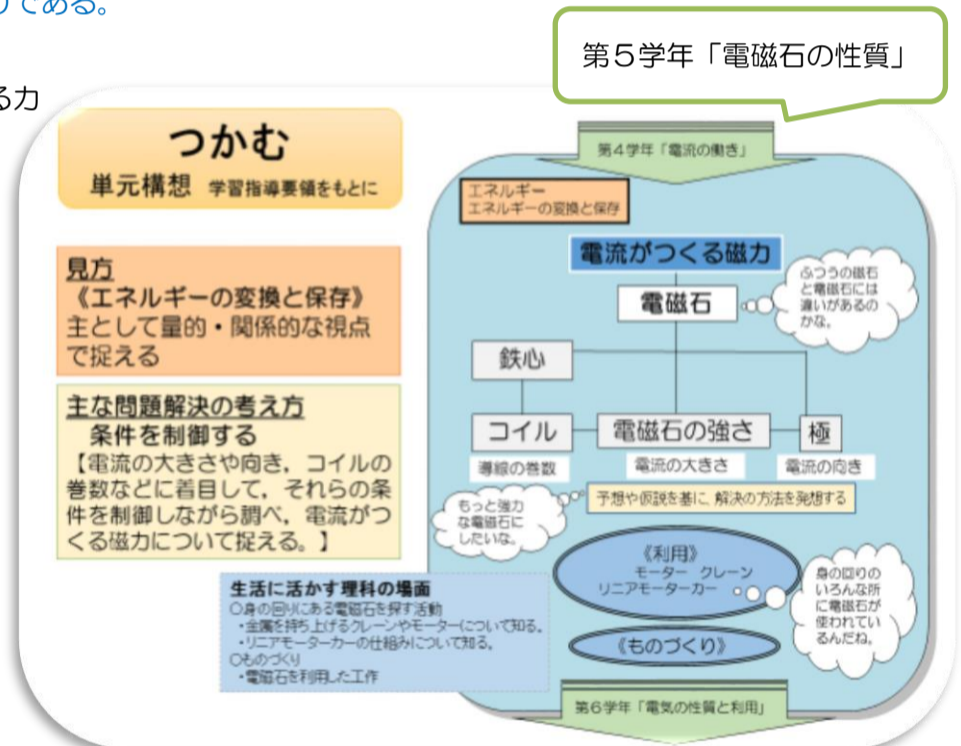 りである。
る力
第5学年「電磁石の性質」
つかむ
単元構想 学習指導要領をもとに
見方
《エネルギーの変換と保存》
主として量的・関係的な視点
で捉える
主な問題解決の考え方
条件を制御する
【電流の大きさや向き，コイルの
巻数などに着目して，それらの条
件を制御しながら調べ，電流がつ
くる磁力について捉える。】
生活に活かす理科の場面
○身の回りにある電磁石を探す活動
・金属を持ち上げるクレーンやモーターについて知る。
・リニアモーターカーの仕組みについて知る。
○ものづくり
・電磁石を利用した工作
第4学年「電流の働き」
エネルギー
エネルギーの変換と保存
電流がつくる磁力
電磁石
ふつうの磁石
と電磁石には
違いがあるの
かな。
鉄心
コイル
電磁石の強さ
極
導線の巻数
電流の大きさ
電流の向き
予想や仮説を基に，解決の方法を発想する
もっと強力
な電磁石に
したいな。
《利用》
モーター クレーン
リニアモーターカー
身の回りの
いろんな所
に電磁石が
使われてい
るんだね。
《ものづくり》
第6学年「電気の性質と利用」